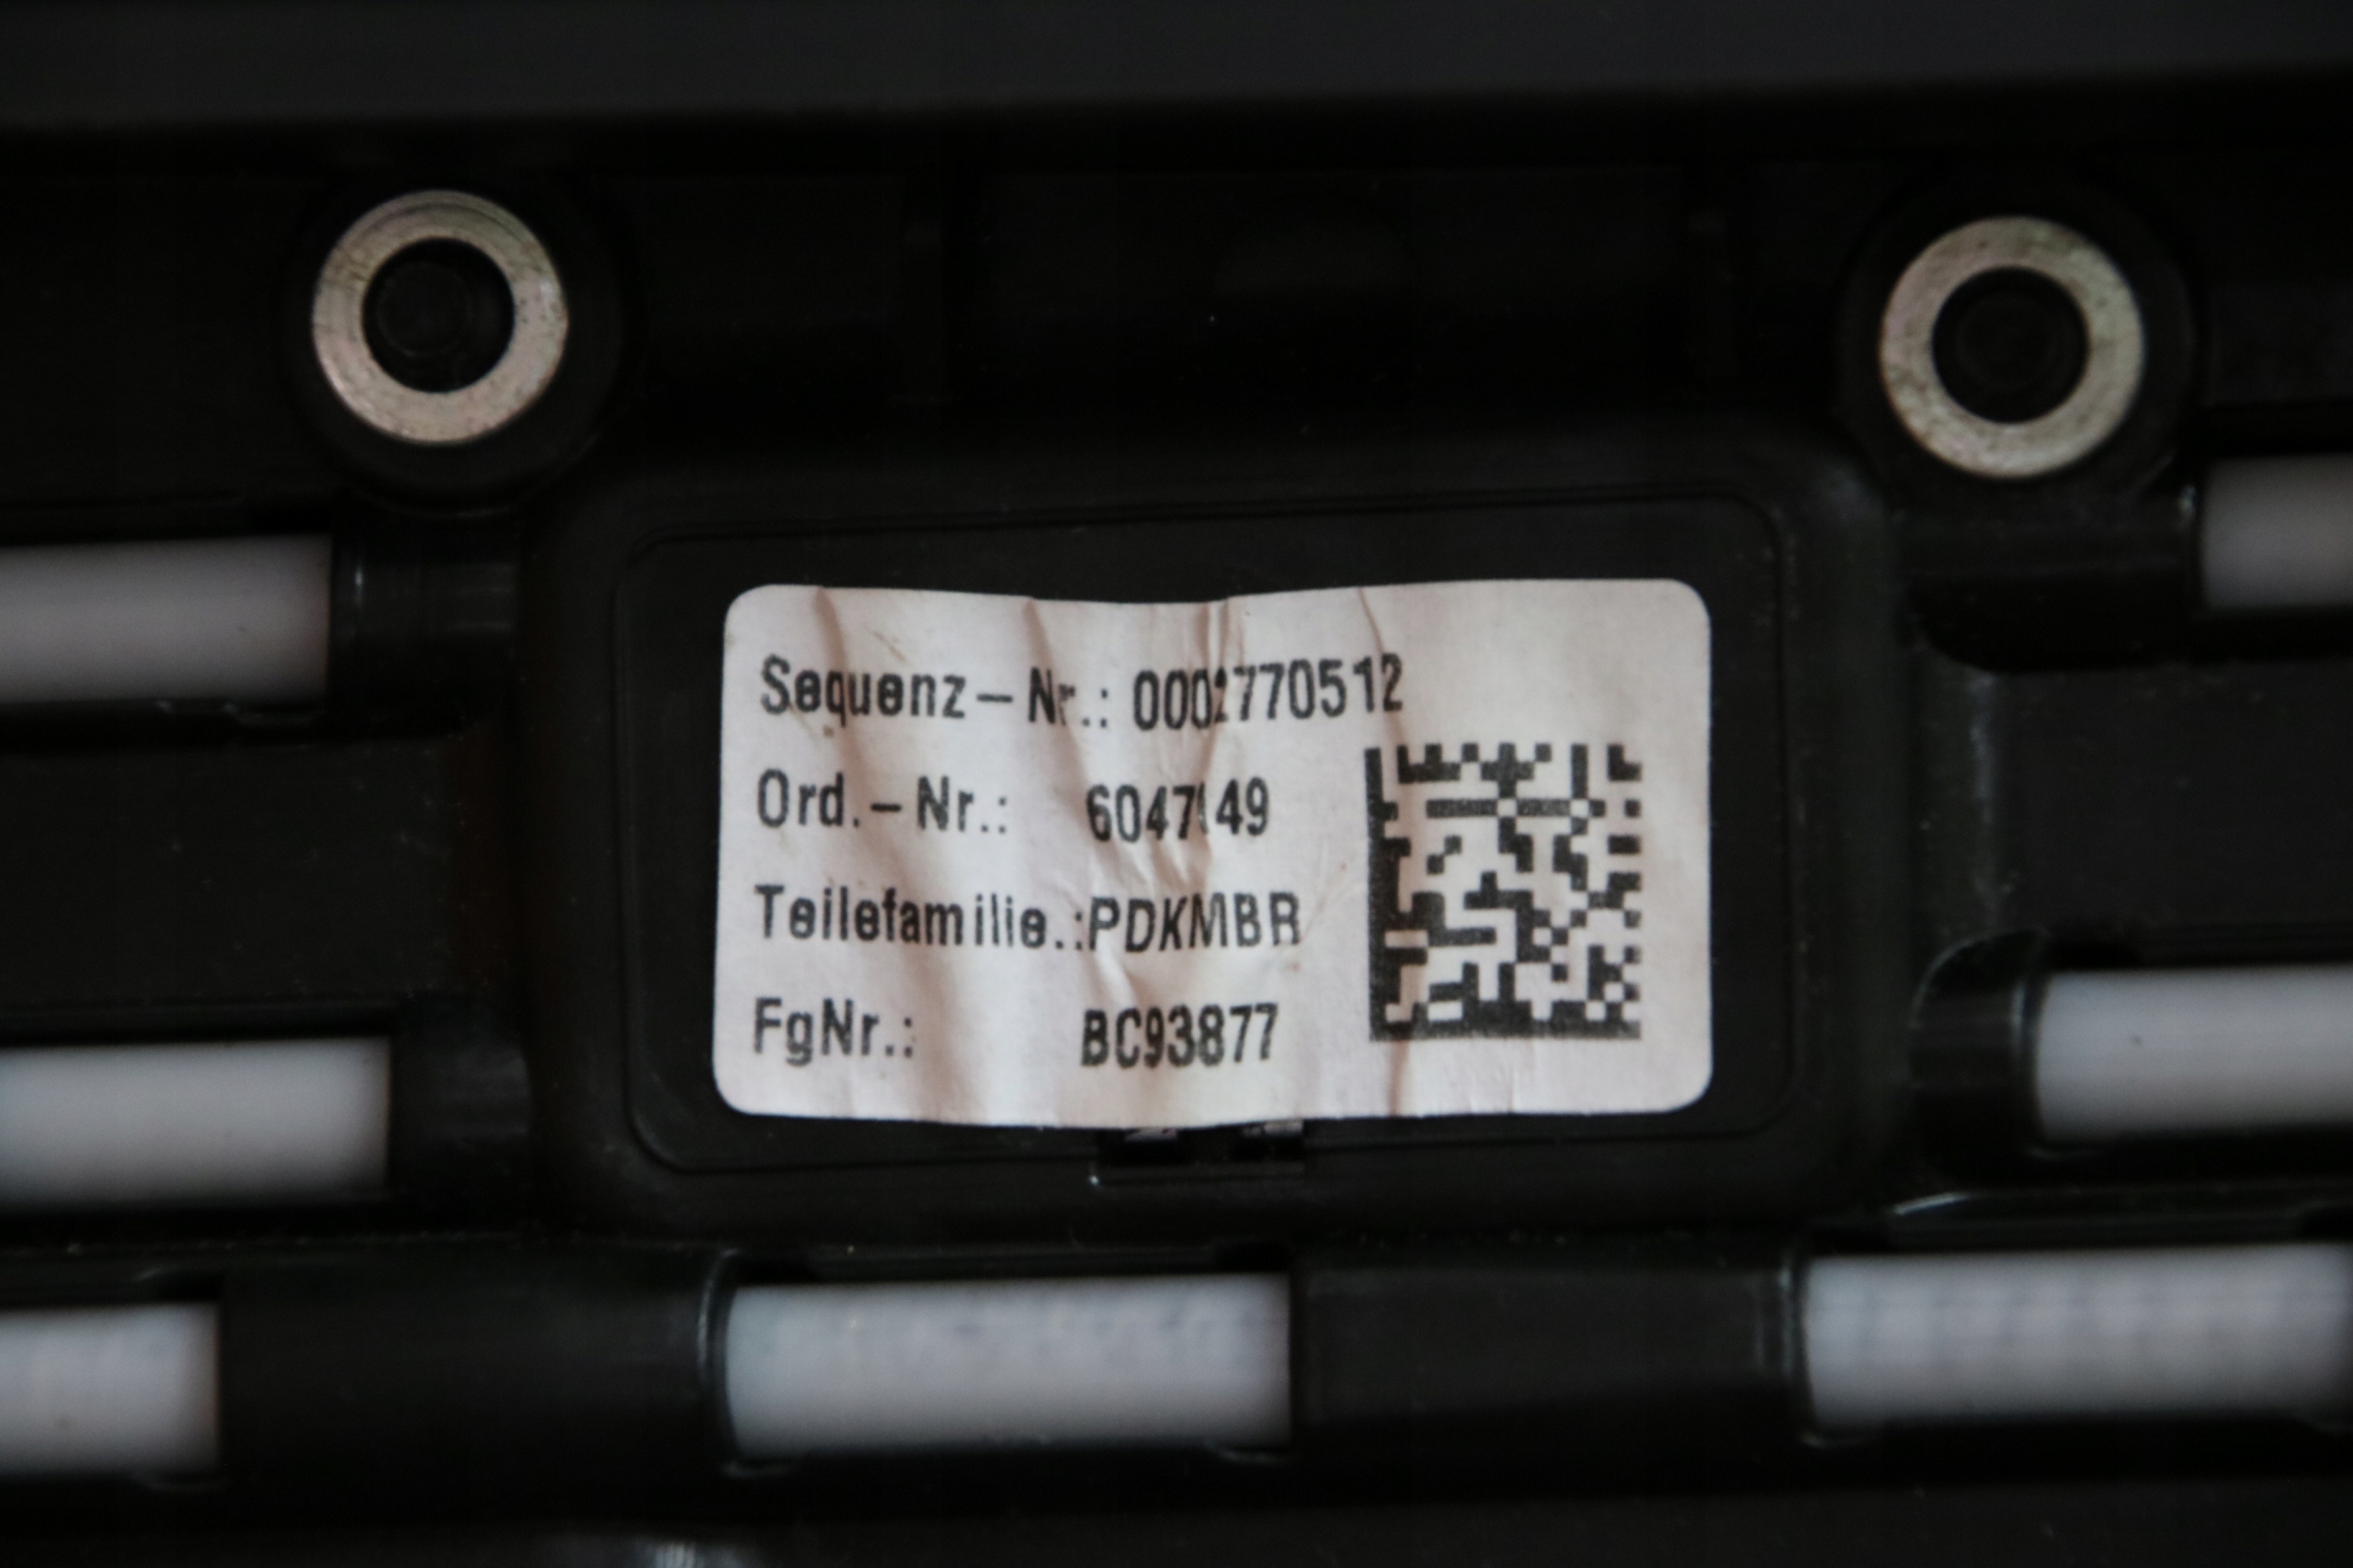 Sequenz-Nr.: 0002770512
Ord.-Nr.:
Teilefamilie.:PDKMBR
FgNr.: BC93877